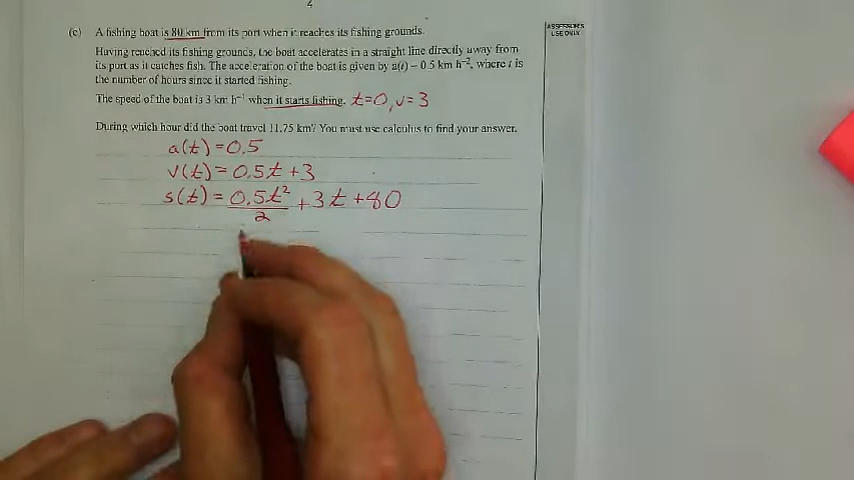 2
(c) A fishing boat is 80 km from its port when it reaches its fishing grounds.
ASSESSOR'S
USE ONLY
Having reached its fishing grounds, the boat accelerates in a straight line directly away from
its port as it catches fish. The acceleration of the boat is given by a(t) = 0.5 km h⁻², where t is
the number of hours since it started fishing.
The speed of the boat is 3 km h⁻¹ when it starts fishing. t=0, v=3
During which hour did the boat travel 11.75 km? You must use calculus to find your answer.
a(t) = 0.5
v(t) = 0.5t + 3
s(t) = 0.5t²/2 + 3t + 80